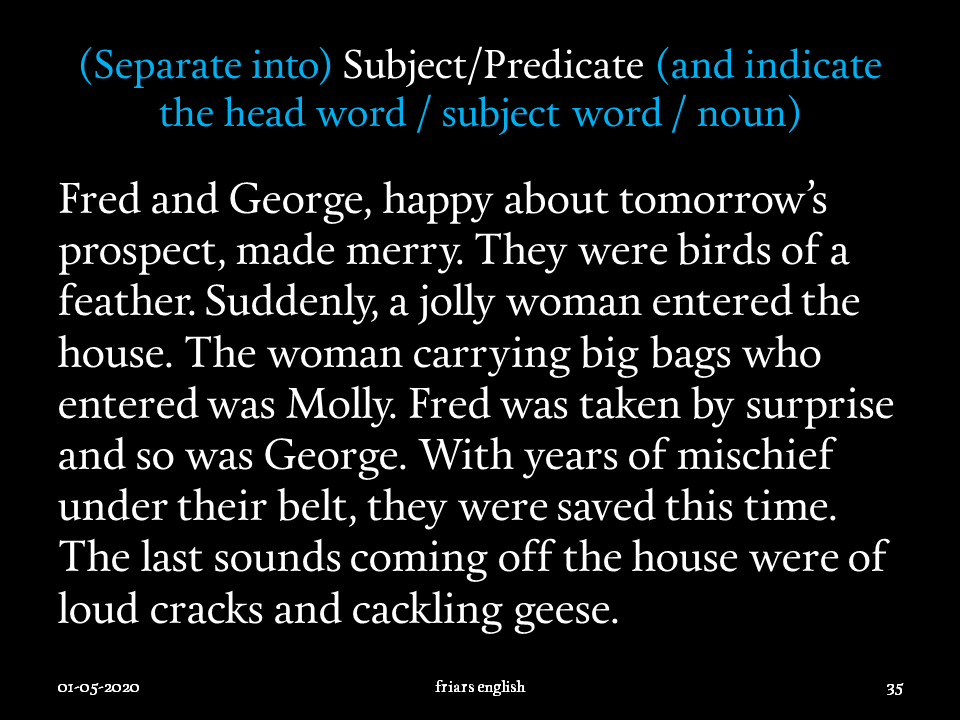 (Separate into) Subject/Predicate (and indicate
the head word / subject word / noun)
Fred and George, happy about tomorrow’s
prospect, made merry. They were birds of a
feather. Suddenly, a jolly woman entered the
house. The woman carrying big bags who
entered was Molly. Fred was taken by surprise
and so was George. With years of mischief
under their belt, they were saved this time.
The last sounds coming off the house were of
loud cracks and cackling geese.
01-05-2020 friars english 35